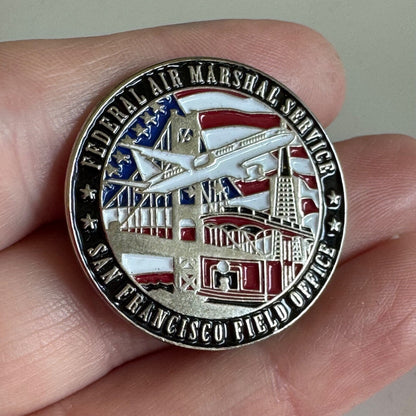 FEDERAL AIR MARSHAL SERVICE
SAN FRANCISCO FIELD OFFICE